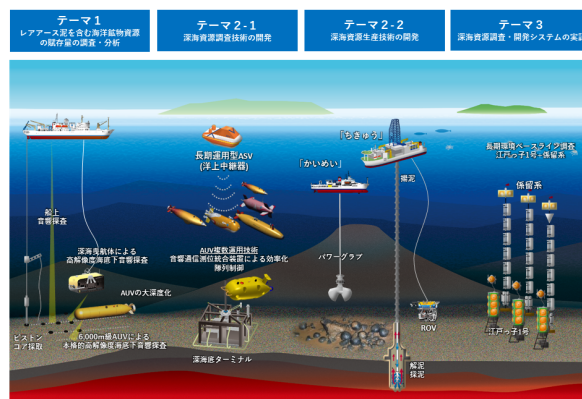 テーマ1
レアアース泥を含む海洋鉱物資源
の賦存量の調査・分析
テーマ2-1
深海資源調査技術の開発
テーマ2-2
深海資源生産技術の開発
テーマ3
深海資源調査・開発システムの実証
船上
音響探査
深海曳航体による
高解像度海底下音響探査
AUVの大深度化
ピストン
コア採取
6,000m級AUVによる
本格的高解像度海底下音響探査
長期運用型ASV
(洋上中継器)
AUV複数運用技術
音響通信測位統合装置による効率化
隊列制御
深海底ターミナル
「かいめい」
パワーグラブ
「ちきゅう」
揚泥
ROV
解泥
採泥
長期環境ベースライン調査
江戸っ子1号・係留系
係留系
江戸っ子1号